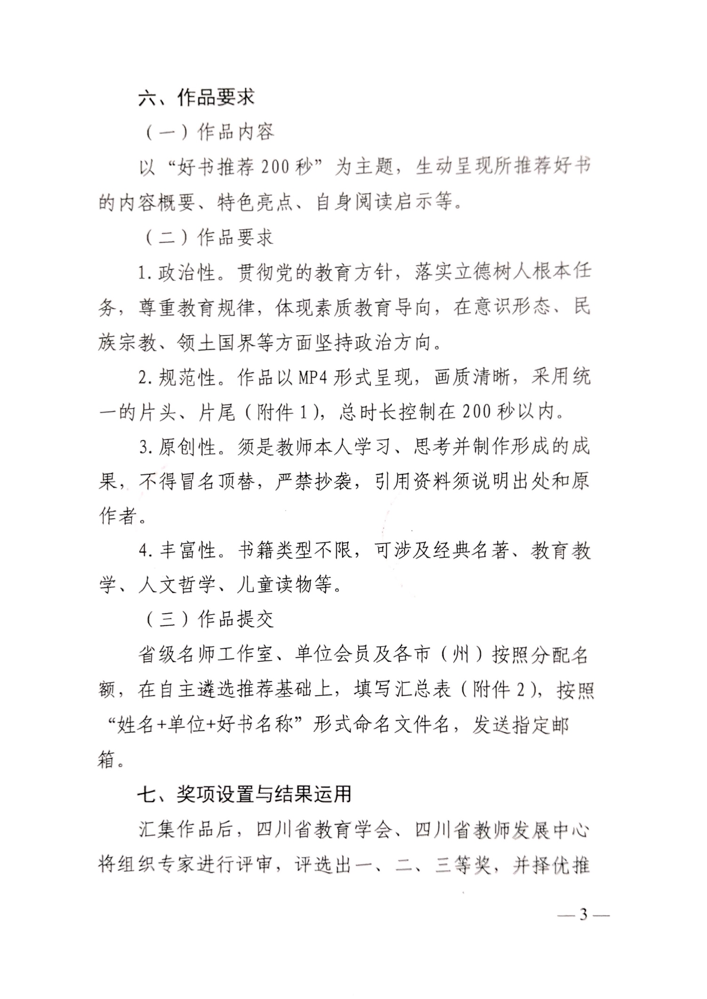 六、作品要求
（一）作品内容
以“好书推荐200秒”为主题，生动呈现所推荐好书
的内容概要、特色亮点、自身阅读启示等。
（二）作品要求
1.政治性。贯彻党的教育方针，落实立德树人根本任
务，尊重教育规律，体现素质教育导向，在意识形态、民
族宗教、领土国界等方面坚持政治方向。
2.规范性。作品以MP4形式呈现，画质清晰，采用统
一的片头、片尾（附件1），总时长控制在200秒以内。
3.原创性。须是教师本人学习、思考并制作形成的成
果，不得冒名顶替，严禁抄袭，引用资料须说明出处和原
作者。
4.丰富性。书籍类型不限，可涉及经典名著、教育教
学、人文哲学、儿童读物等。
（三）作品提交
省级名师工作室、单位会员及各市（州）按照分配名
额，在自主遴选推荐基础上，填写汇总表（附件2），按照
“姓名+单位+好书名称”形式命名文件名，发送指定邮
箱。
七、奖项设置与结果运用
汇集作品后，四川省教育学会、四川省教师发展中心
将组织专家进行评审，评选出一、二、三等奖，并择优推
—3—